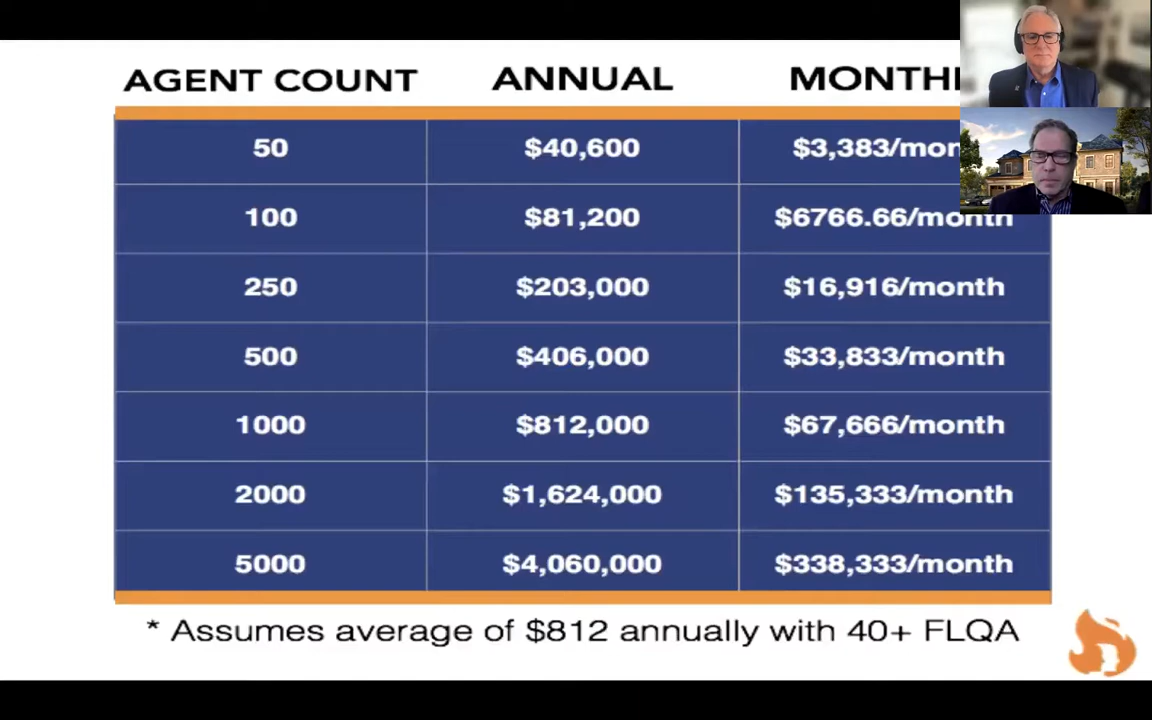 AGENT COUNT ANNUAL
50 $40,600
100 $81,200 $6766.66/month
250 $203,000 $16,916/month
500 $406,000 $33,833/month
1000 $812,000 $67,666/month
2000 $1,624,000 $135,333/month
5000 $4,060,000 $338,333/month
* Assumes average of $812 annually with 40+ FLQA